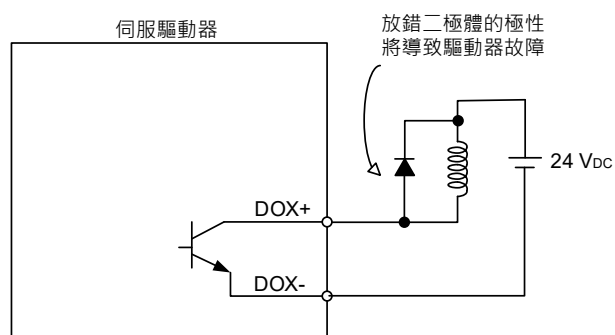 伺服驅動器
放錯二極體的極性
將導致驅動器故障
24 VDC
DOX+
DOX-